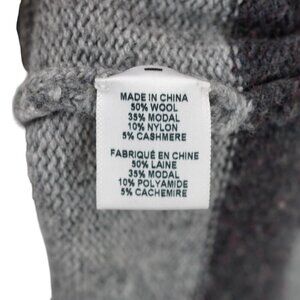 MADE IN CHINA
50% WOOL
35% MODAL
10% NYLON
5% CASHMERE
FABRIQUÉ EN CHINE
50% LAINE
35% MODAL
10% POLYAMIDE
5% CACHEMIRE